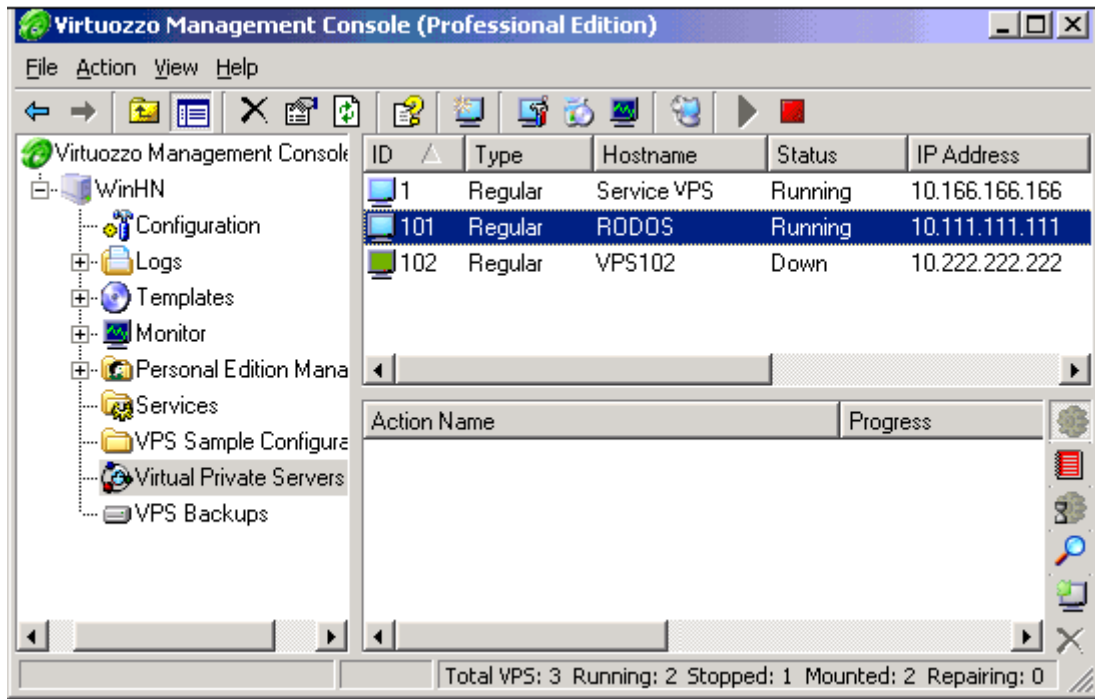 Virtuozzo Management Console (Professional Edition)
File Action View Help
Virtuozzo Management Console
WinHN
Configuration
Logs
Templates
Monitor
Personal Edition Mana
Services
VPS Sample Configura
Virtual Private Servers
VPS Backups
ID Type Hostname Status IP Address
1 Regular Service VPS Running 10.166.166.166
101 Regular RODOS Running 10.111.111.111
102 Regular VPS102 Down 10.222.222.222
Action Name Progress
Total VPS: 3 Running: 2 Stopped: 1 Mounted: 2 Repairing: 0